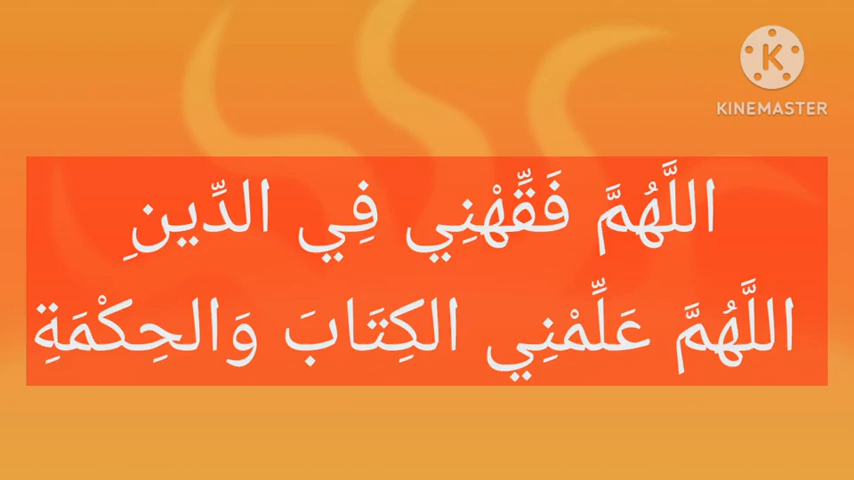 KINEMASTER
اللَّهُمَّ فَقِّهْنِي فِي الدِّينِ
اللَّهُمَّ عَلِّمْنِي الكِتَابَ وَالحِكْمَةِ